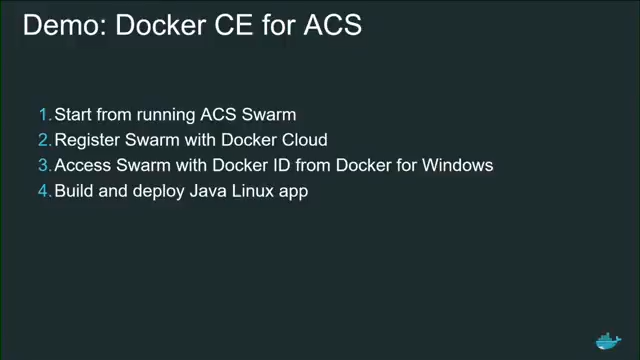 Demo: Docker CE for ACS
1. Start from running ACS Swarm
2. Register Swarm with Docker Cloud
3. Access Swarm with Docker ID from Docker for Windows
4. Build and deploy Java Linux app